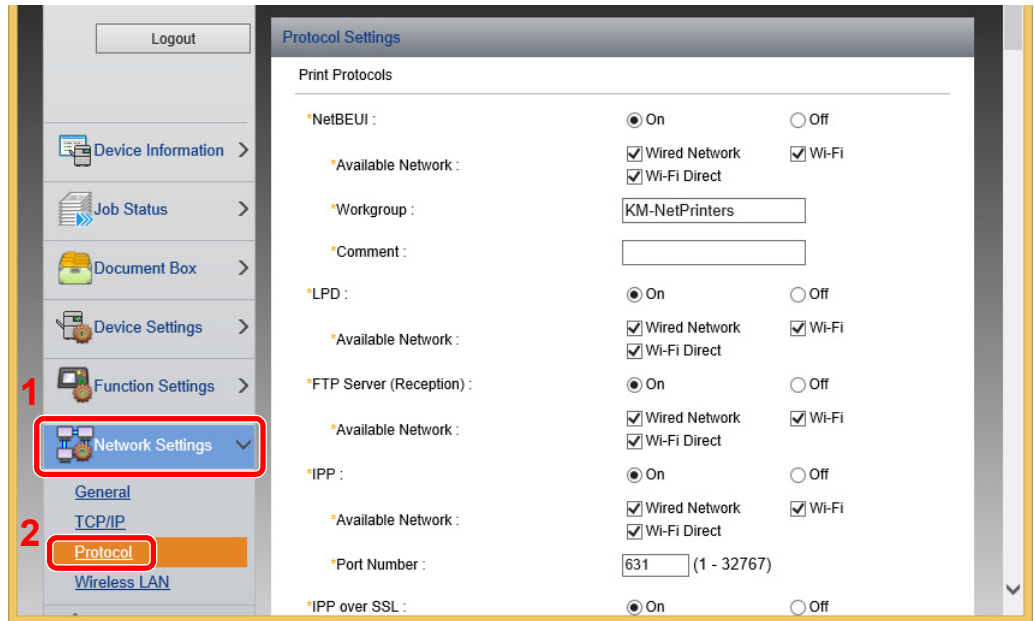 Logout
Device Information
Job Status
Document Box
Device Settings
1
Function Settings
Network Settings
General
TCP/IP
2
Protocol
Wireless LAN
Protocol Settings
Print Protocols
*NetBEUI : On Off
*Available Network : Wired Network Wi-Fi
Wi-Fi Direct
*Workgroup : KM-NetPrinters
*Comment :
*LPD : On Off
*Available Network : Wired Network Wi-Fi
Wi-Fi Direct
*FTP Server (Reception) : On Off
*Available Network : Wired Network Wi-Fi
Wi-Fi Direct
*IPP : On Off
*Available Network : Wired Network Wi-Fi
Wi-Fi Direct
*Port Number : 631 (1 - 32767)
*IPP over SSL : On Off